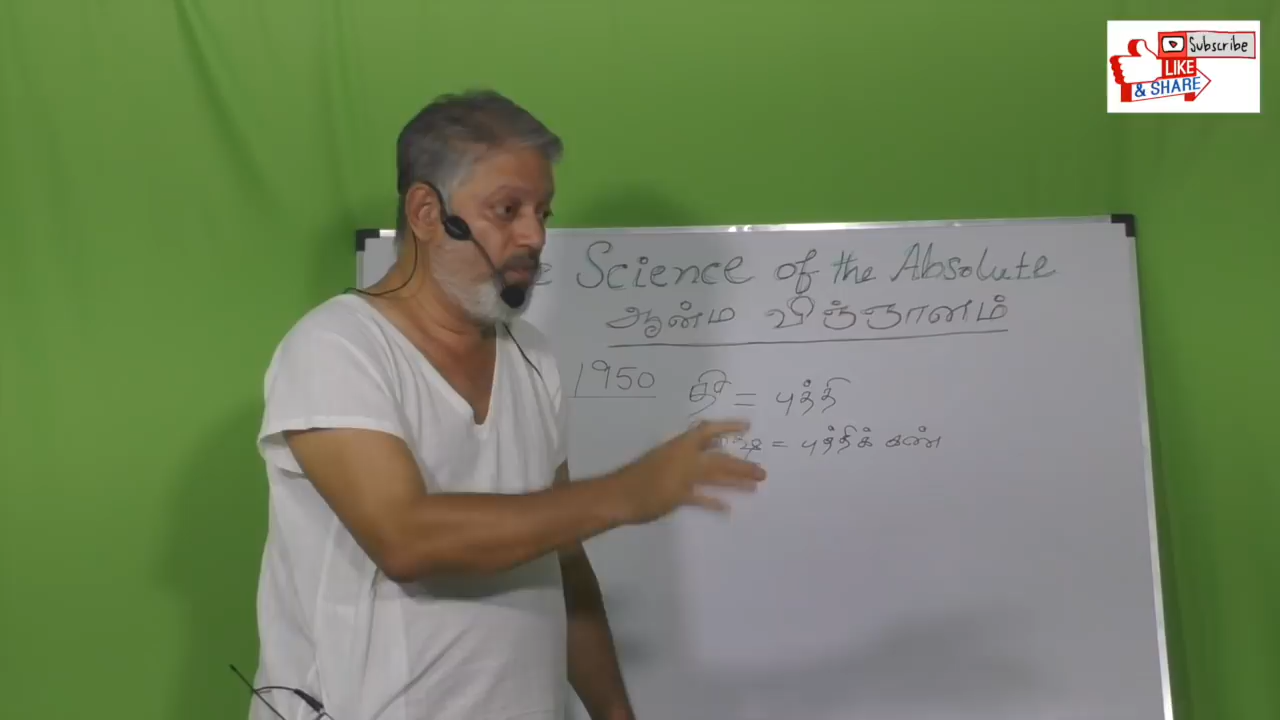 Subscribe
LIKE
& SHARE
Science of the Absolute
ஆன்ம விஞ்ஞானம்
1950
தீ = புத்தி
= புத்திக் கண்